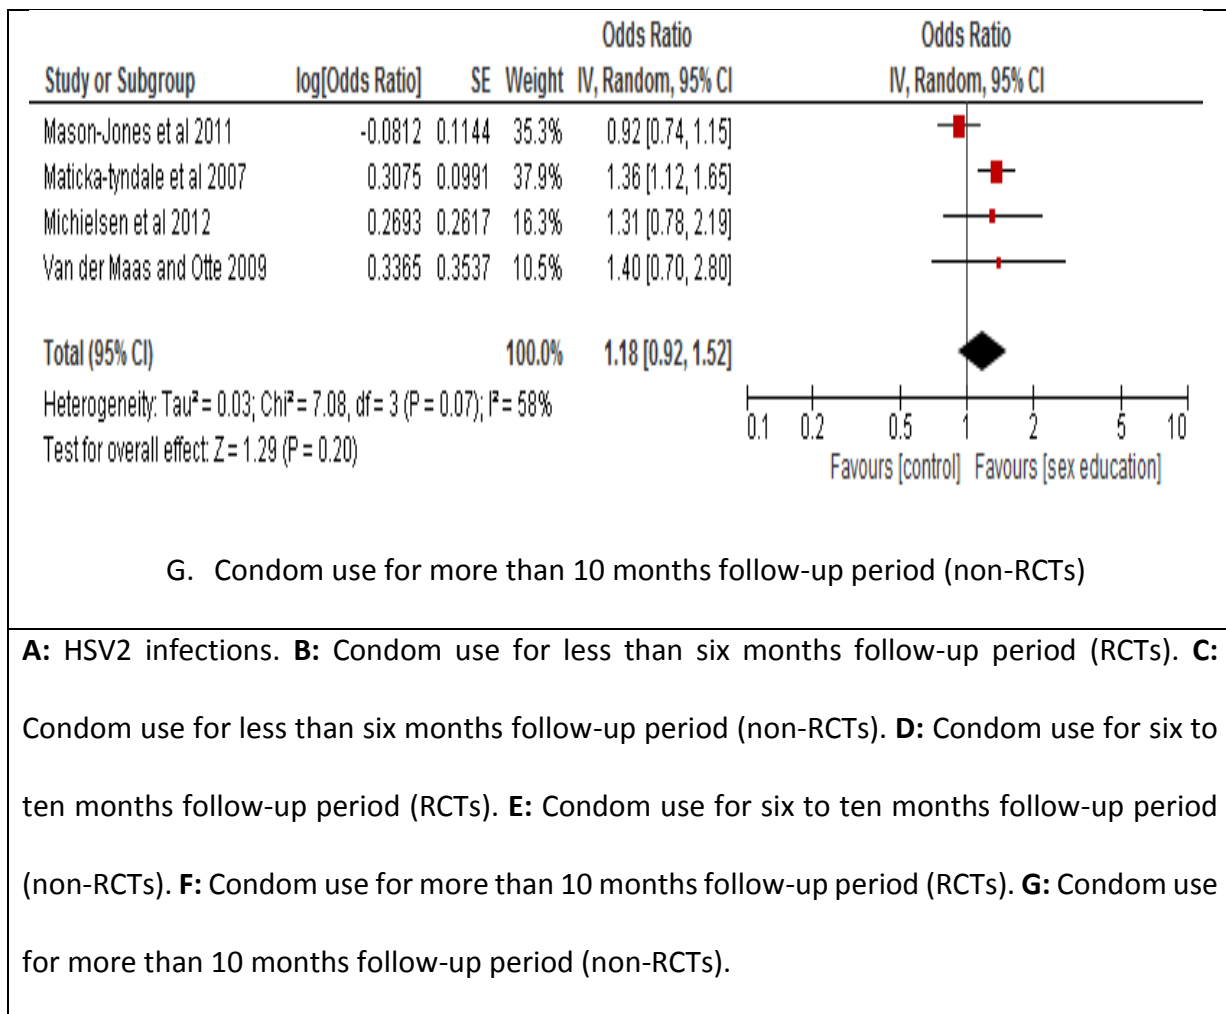 Odds Ratio Odds Ratio
Study or Subgroup log[Odds Ratio] SE Weight IV, Random, 95% CI IV, Random, 95% CI
Mason-Jones et al 2011 -0.0812 0.1144 35.3% 0.92 [0.74, 1.15]
Maticka-tyndale et al 2007 0.3075 0.0991 37.9% 1.36 [1.12, 1.65]
Michielsen et al 2012 0.2693 0.2617 16.3% 1.31 [0.78, 2.19]
Van der Maas and Otte 2009 0.3365 0.3537 10.5% 1.40 [0.70, 2.80]
Total (95% CI) 100.0% 1.18 [0.92, 1.52]
Heterogeneity: Tau² = 0.03; Chi² = 7.08, df = 3 (P = 0.07); I² = 58%
Test for overall effect: Z = 1.29 (P = 0.20)
0.1 0.2 0.5 1 2 5 10
Favours [control] Favours [sex education]
G. Condom use for more than 10 months follow-up period (non-RCTs)
A: HSV2 infections. B: Condom use for less than six months follow-up period (RCTs). C:
Condom use for less than six months follow-up period (non-RCTs). D: Condom use for six to
ten months follow-up period (RCTs). E: Condom use for six to ten months follow-up period
(non-RCTs). F: Condom use for more than 10 months follow-up period (RCTs). G: Condom use
for more than 10 months follow-up period (non-RCTs).